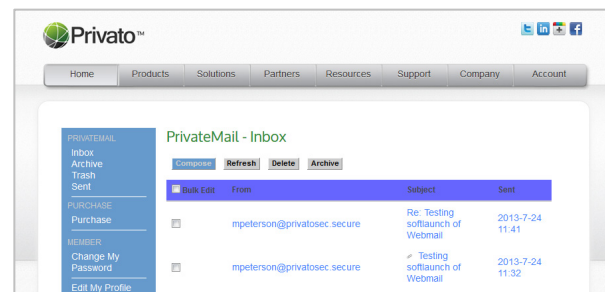 Privato™
Home Products Solutions Partners Resources Support Company Account
PRIVATEMAIL
Inbox
Archive
Trash
Sent
PURCHASE
Purchase
MEMBER
Change My
Password
Edit My Profile
PrivateMail - Inbox
Compose Refresh Delete Archive
Bulk Edit From Subject Sent
mpeterson@privatosec.secure
Re: Testing
softlaunch of
Webmail
2013-7-24
11:41
mpeterson@privatosec.secure
Testing
softlaunch of
Webmail
2013-7-24
11:32